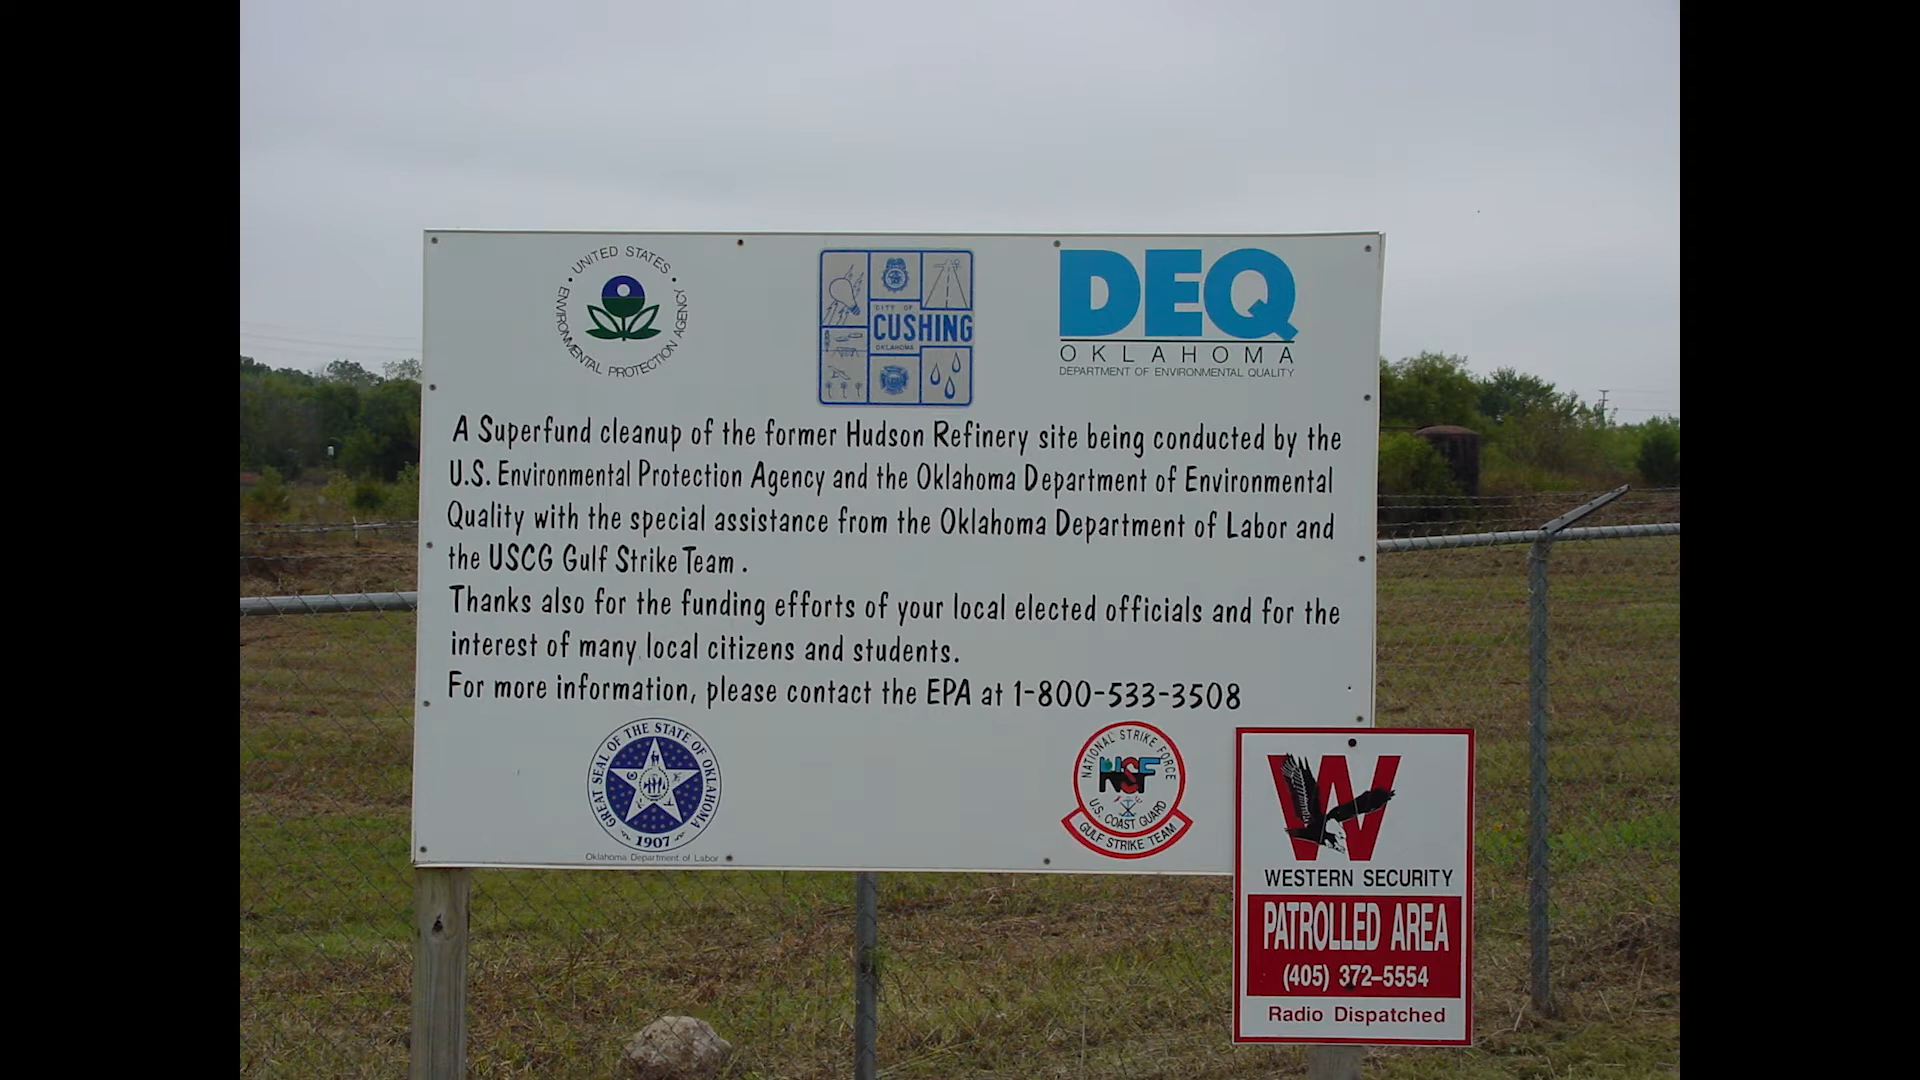 UNITED STATES
ENVIRONMENTAL PROTECTION AGENCY
CITY OF
CUSHING
OKLAHOMA
DEQ
OKLAHOMA
DEPARTMENT OF ENVIRONMENTAL QUALITY
A Superfund cleanup of the former Hudson Refinery site being conducted by the
U.S. Environmental Protection Agency and the Oklahoma Department of Environmental
Quality with the special assistance from the Oklahoma Department of Labor and
the USCG Gulf Strike Team .
Thanks also for the funding efforts of your local elected officials and for the
interest of many local citizens and students.
For more information, please contact the EPA at 1-800-533-3508
GREAT SEAL OF THE STATE OF OKLAHOMA
1907
Oklahoma Department of Labor
NATIONAL STRIKE FORCE
NSF
U.S. COAST GUARD
GULF STRIKE TEAM
W
WESTERN SECURITY
PATROLLED AREA
(405) 372-5554
Radio Dispatched